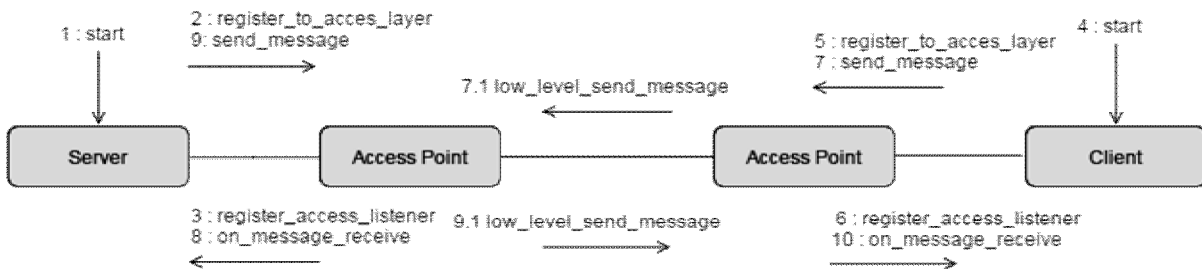 1 : start
2 : register_to_acces_layer
9: send_message
5 : register_to_acces_layer
7 : send_message
4 : start
7.1 low_level_send_message
Server
Access Point
Access Point
Client
3 : register_access_listener
8 : on_message_receive
9.1 low_level_send_message
6 : register_access_listener
10: on_message_receive